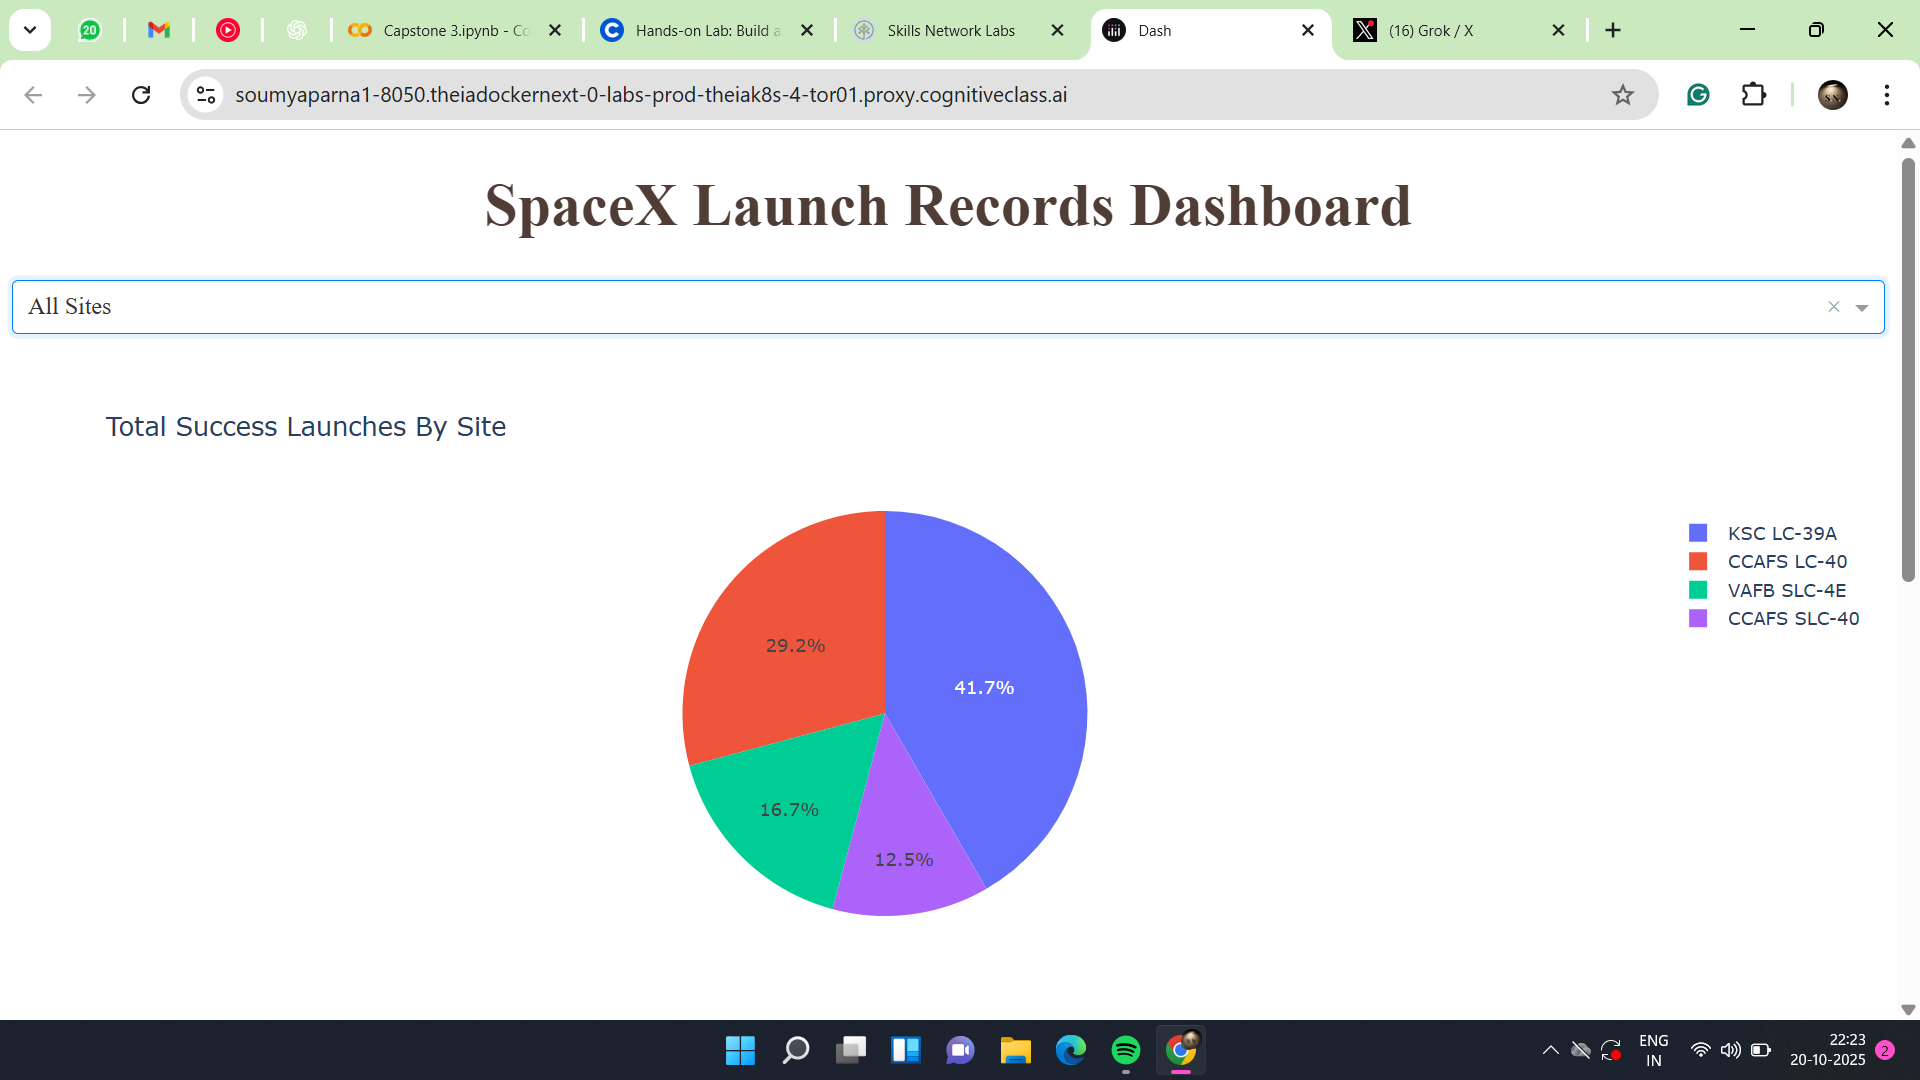 20
Capstone 3.ipynb - Co
Hands-on Lab: Build a
Skills Network Labs
Dash
(16) Grok / X
soumyaparna1-8050.theiadockernext-0-labs-prod-theiak8s-4-tor01.proxy.cognitiveclass.ai
SpaceX Launch Records Dashboard
All Sites
Total Success Launches By Site
KSC LC-39A
CCAFS LC-40
VAFB SLC-4E
CCAFS SLC-40
29.2%
41.7%
16.7%
12.5%
ENG
IN
22:23
20-10-2025
2